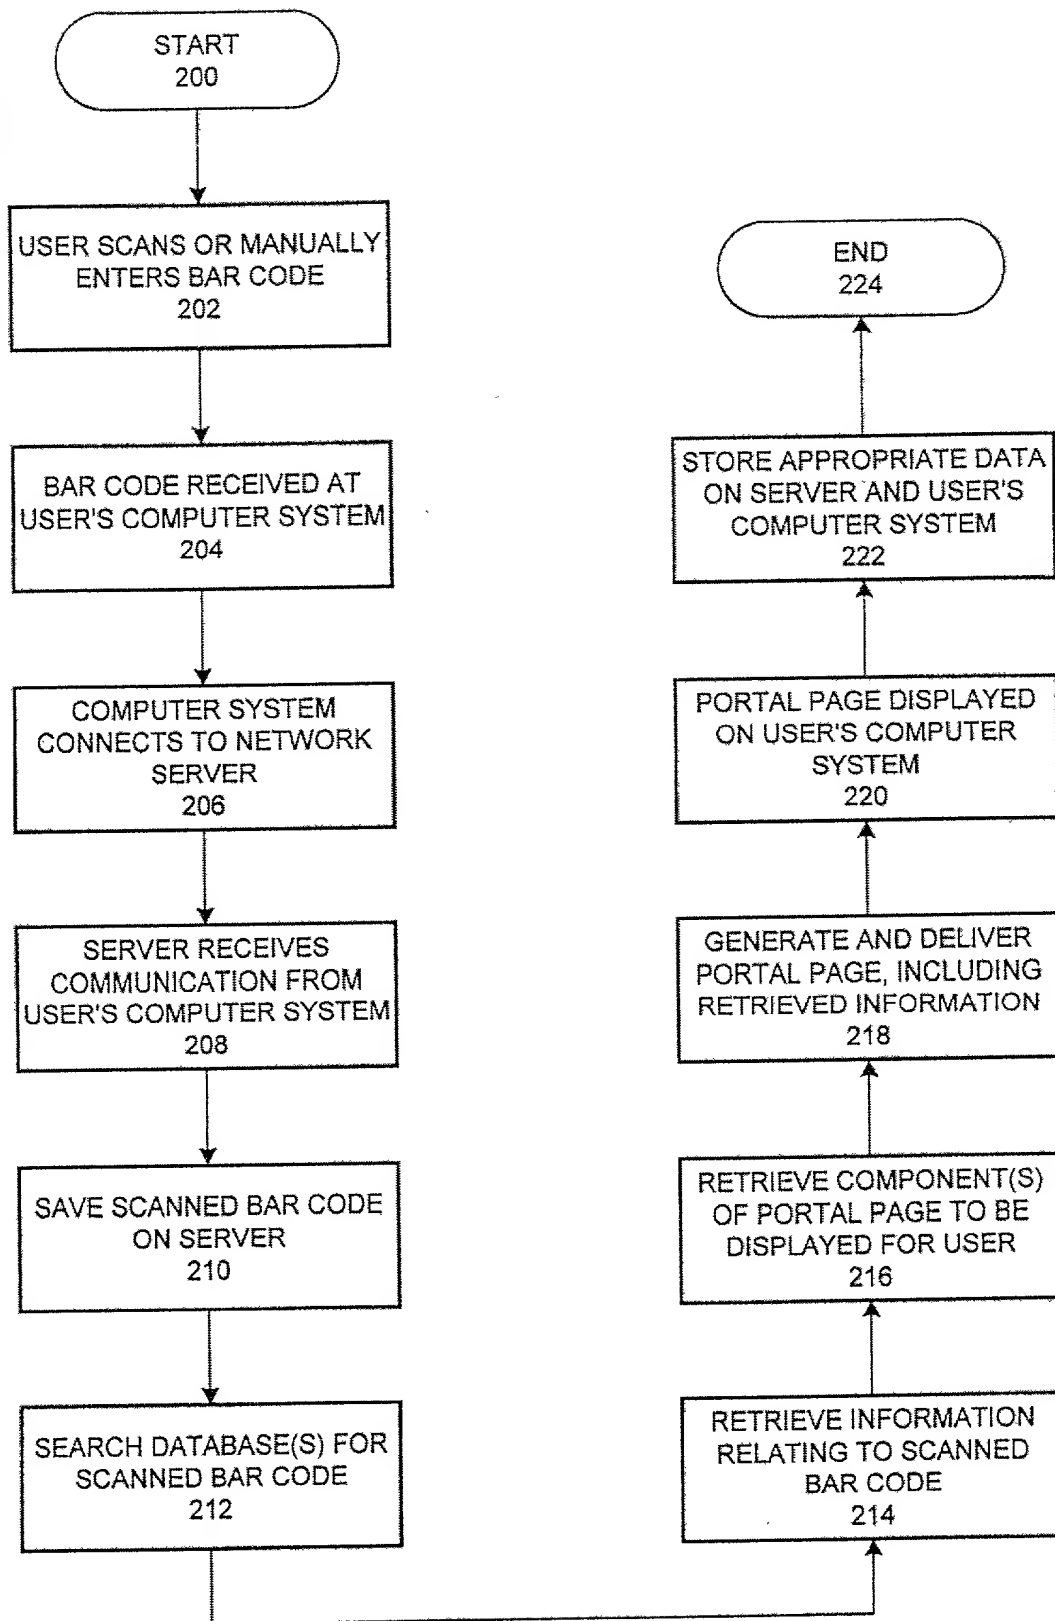 START
200
USER SCANS OR MANUALLY
ENTERS BAR CODE
202
BAR CODE RECEIVED AT
USER'S COMPUTER SYSTEM
204
COMPUTER SYSTEM
CONNECTS TO NETWORK
SERVER
206
SERVER RECEIVES
COMMUNICATION FROM
USER'S COMPUTER SYSTEM
208
SAVE SCANNED BAR CODE
ON SERVER
210
SEARCH DATABASE(S) FOR
SCANNED BAR CODE
212
RETRIEVE INFORMATION
RELATING TO SCANNED
BAR CODE
214
RETRIEVE COMPONENT(S)
OF PORTAL PAGE TO BE
DISPLAYED FOR USER
216
GENERATE AND DELIVER
PORTAL PAGE, INCLUDING
RETRIEVED INFORMATION
218
PORTAL PAGE DISPLAYED
ON USER'S COMPUTER
SYSTEM
220
STORE APPROPRIATE DATA
ON SERVER AND USER'S
COMPUTER SYSTEM
222
END
224